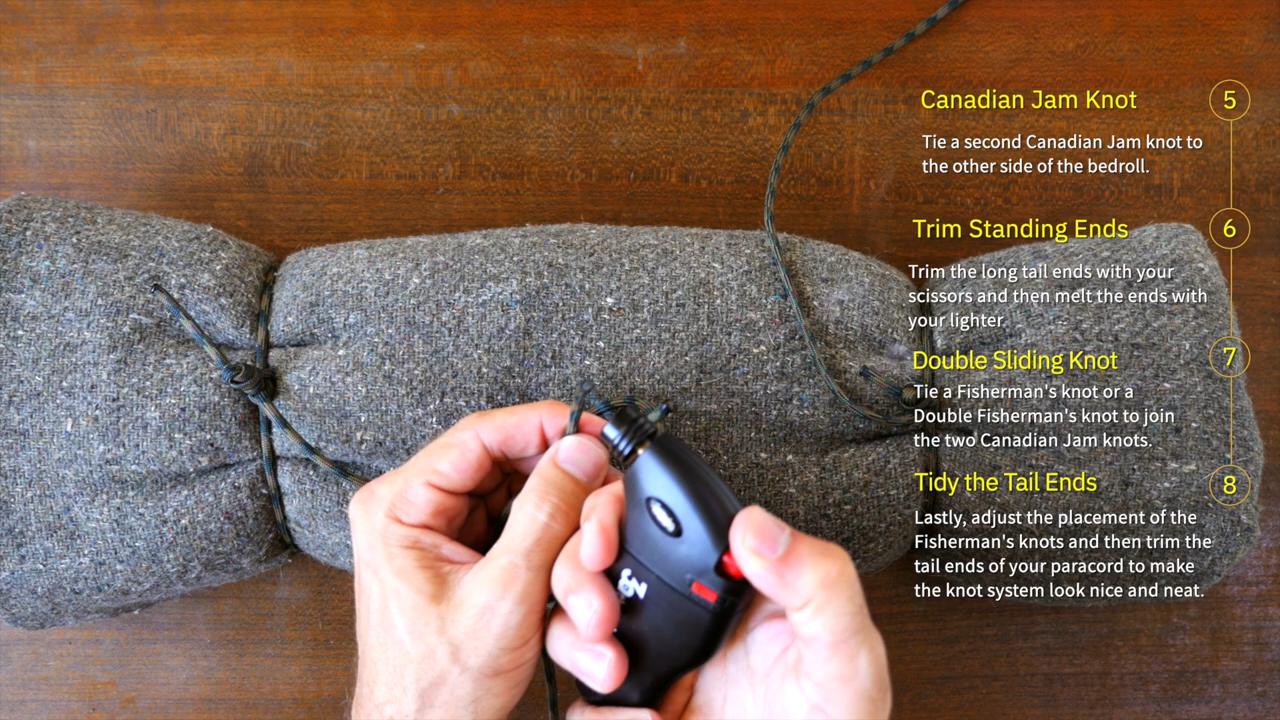 Canadian Jam Knot
5
Tie a second Canadian Jam knot to
the other side of the bedroll.
Trim Standing Ends
6
Trim the long tail ends with your
scissors and then melt the ends with
your lighter
Double Sliding Knot
7
Tie a Fisherman's knot or a
Double Fisherman's knot to join
the two Canadian Jam knots.
Tidy the Tail Ends
8
Lastly, adjust the placement of the
Fisherman's knots and then trim the
tail ends of your paracord to make
the knot system look nice and neat.